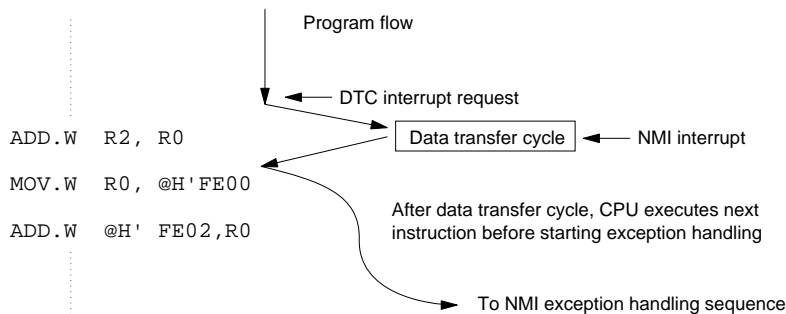 Program flow
DTC interrupt request
ADD.W R2, R0
Data transfer cycle
NMI interrupt
MOV.W R0, @H'FE00
After data transfer cycle, CPU executes next
instruction before starting exception handling
ADD.W @H' FE02,R0
To NMI exception handling sequence